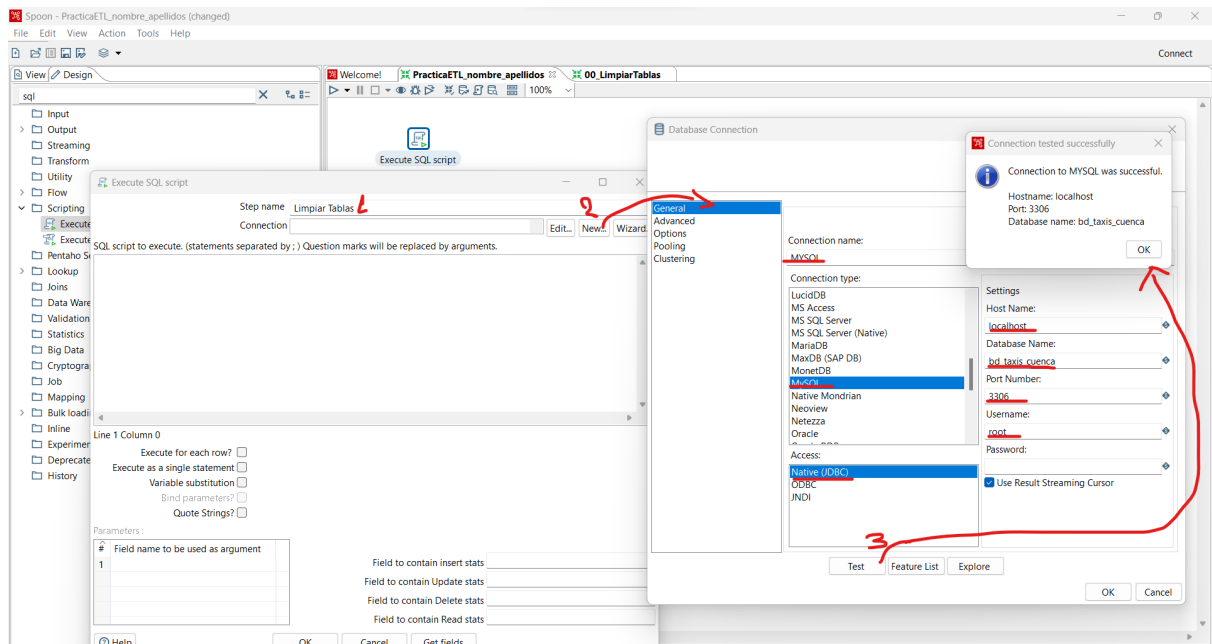 Spoon - PracticaETL_nombre_apellidos (changed)
File Edit View Action Tools Help
Connect
View Design
sql
Input
Output
Streaming
Transform
Utility
Flow
Scripting
Execute
Execute
Pentaho S
Lookup
Joins
Data Ware
Validation
Statistics
Big Data
Cryptogra
Job
Mapping
Bulk loadi
Inline
Experimer
Deprecate
History
Welcome! PracticaETL_nombre_apellidos 00_LimpiarTablas
100%
Execute SQL script
Execute SQL script
Step name Limpiar Tablas 1
2
Connection Edit... New... Wizard.
SQL script to execute. (statements separated by ; ) Question marks will be replaced by arguments.
Line 1 Column 0
Execute for each row?
Execute as a single statement
Variable substitution
Bind parameters?
Quote Strings?
Parameters :
# Field name to be used as argument
1
Field to contain insert stats
Field to contain Update stats
Field to contain Delete stats
Field to contain Read stats
Help OK Cancel Get fields
Database Connection
General
Advanced
Options
Pooling
Clustering
Connection name:
MYSQL
Connection type:
LucidDB
MS Access
MS SQL Server
MS SQL Server (Native)
MariaDB
MaxDB (SAP DB)
MonetDB
MySQL
Native Mondrian
Neoview
Netezza
Oracle
Access:
Native (JDBC)
ODBC
JNDI
Settings
Host Name:
localhost
Database Name:
bd_taxis_cuenca
Port Number:
3306
Username:
root
Password:
Use Result Streaming Cursor
3
Test Feature List Explore
OK Cancel
Connection tested successfully
Connection to MYSQL was successful.
Hostname: localhost
Port: 3306
Database name: bd_taxis_cuenca
OK